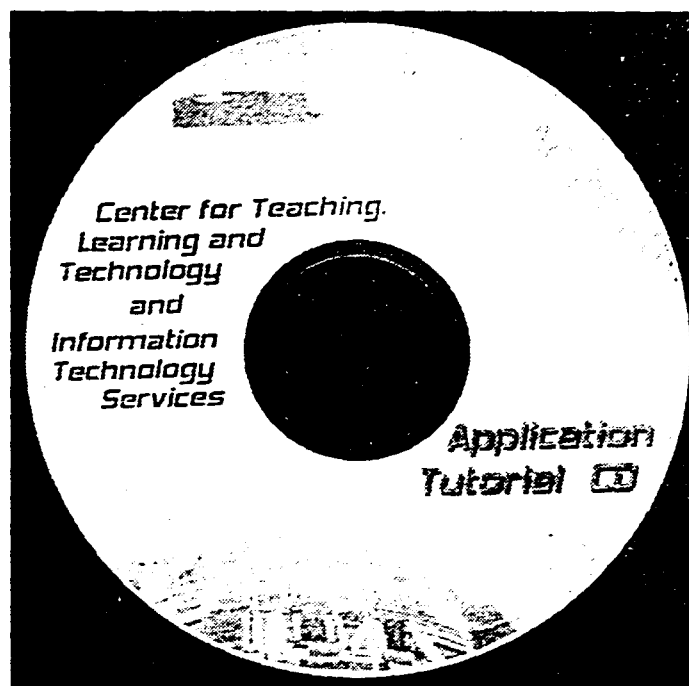 Center for Teaching.
Learning and
Technology
and
Information
Technology
Services
Application
Tutorial CD